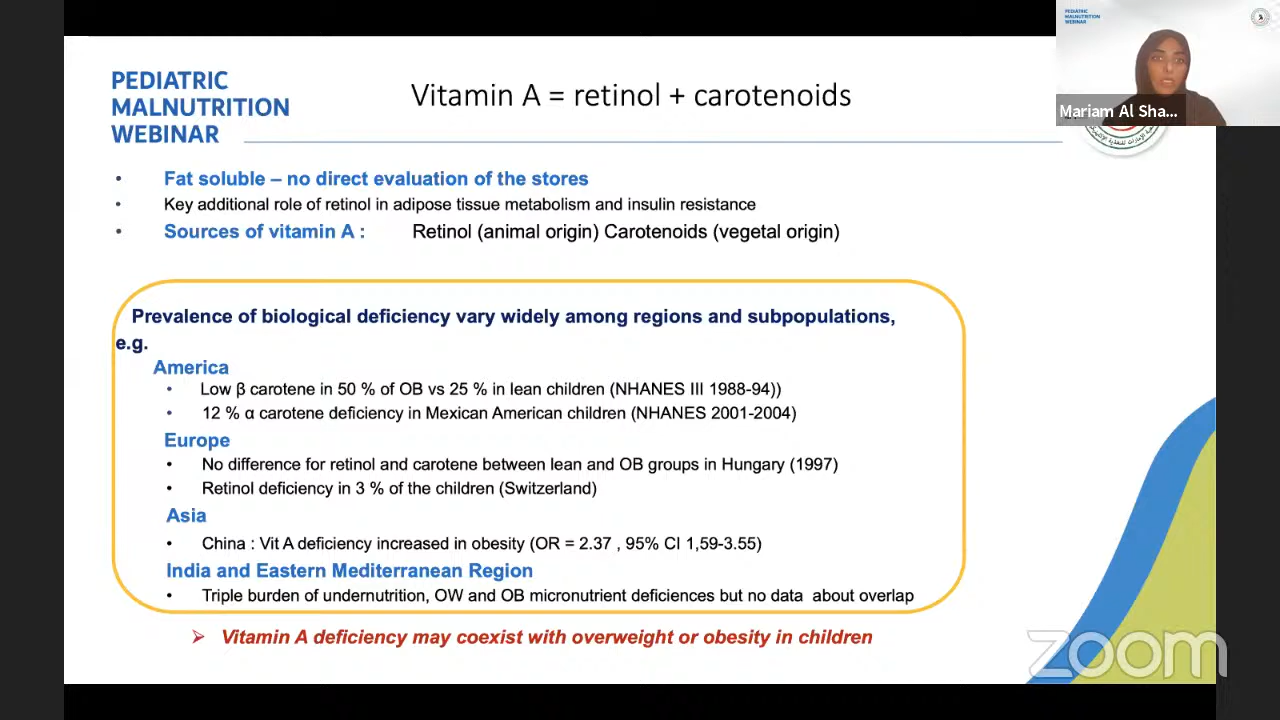 PEDIATRIC
MALNUTRITION
WEBINAR
Vitamin A = retinol + carotenoids
PEDIATRIC
MALNUTRITION
WEBINAR
Mariam Al Sha...
• Fat soluble – no direct evaluation of the stores
• Key additional role of retinol in adipose tissue metabolism and insulin resistance
• Sources of vitamin A : Retinol (animal origin) Carotenoids (vegetal origin)
Prevalence of biological deficiency vary widely among regions and subpopulations,
e.g.
America
• Low β carotene in 50 % of OB vs 25 % in lean children (NHANES III 1988-94))
• 12 % α carotene deficiency in Mexican American children (NHANES 2001-2004)
Europe
• No difference for retinol and carotene between lean and OB groups in Hungary (1997)
• Retinol deficiency in 3 % of the children (Switzerland)
Asia
• China : Vit A deficiency increased in obesity (OR = 2.37 , 95% CI 1,59-3.55)
India and Eastern Mediterranean Region
• Triple burden of undernutrition, OW and OB micronutrient deficiences but no data about overlap
➢ Vitamin A deficiency may coexist with overweight or obesity in children
zoom